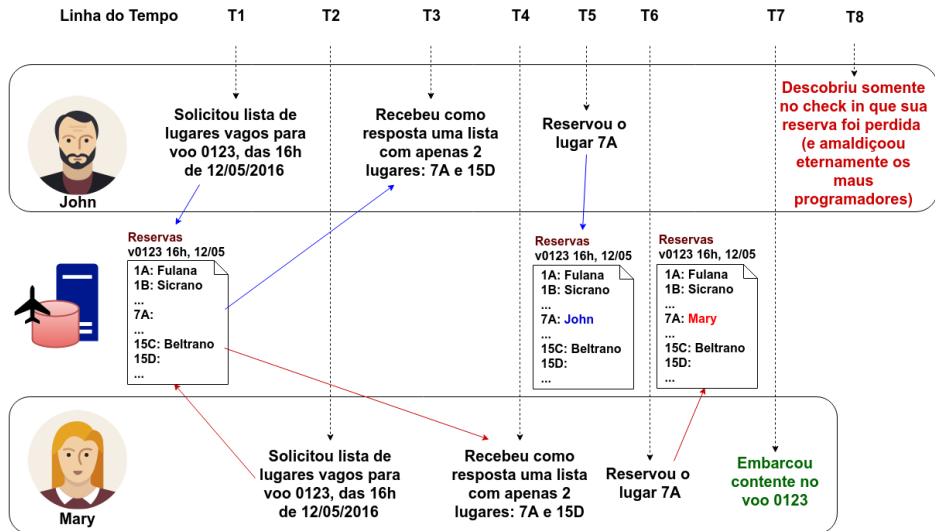 Linha do Tempo T1 T2 T3 T4 T5 T6 T7 T8
Solicitou lista de
lugares vagos para
voo 0123, das 16h
de 12/05/2016
Recebeu como
resposta uma lista
com apenas 2
lugares: 7A e 15D
Reservou o
lugar 7A
Descobriu somente
no check in que sua
reserva foi perdida
(e amaldiçoou
eternamente os
maus
programadores)
John
Reservas
v0123 16h, 12/05
1A: Fulana
1B: Sicrano
...
7A:
...
15C: Beltrano
15D:
...
Reservas
v0123 16h, 12/05
1A: Fulana
1B: Sicrano
...
7A: John
...
15C: Beltrano
15D:
...
Reservas
v0123 16h, 12/05
1A: Fulana
1B: Sicrano
...
7A: Mary
...
15C: Beltrano
15D:
...
Mary
Solicitou lista de
lugares vagos para
voo 0123, das 16h
de 12/05/2016
Recebeu como
resposta uma lista
com apenas 2
lugares: 7A e 15D
Reservou o
lugar 7A
Embarcou
contente no
voo 0123